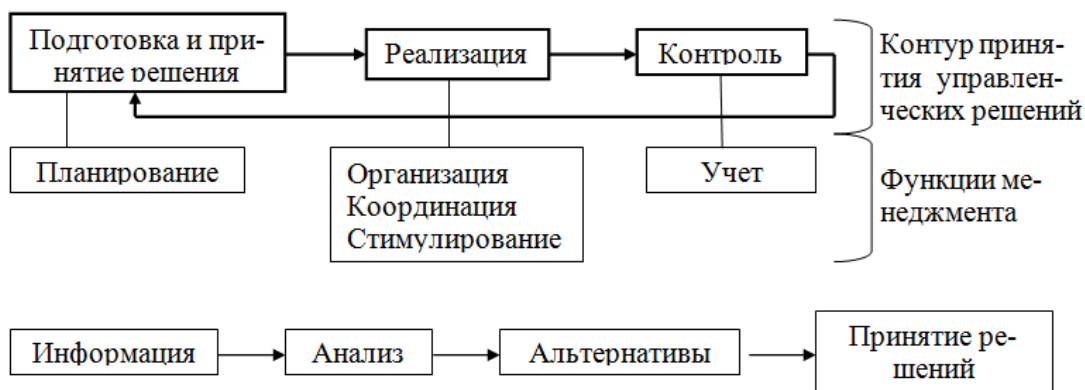 Подготовка и при-
нятие решения
Реализация
Контроль
Контур приня-
тия управлен-
ческих решений
Планирование
Организация
Координация
Стимулирование
Учет
Функции ме-
неджмента
Информация
Анализ
Альтернативы
Принятие ре-
шений